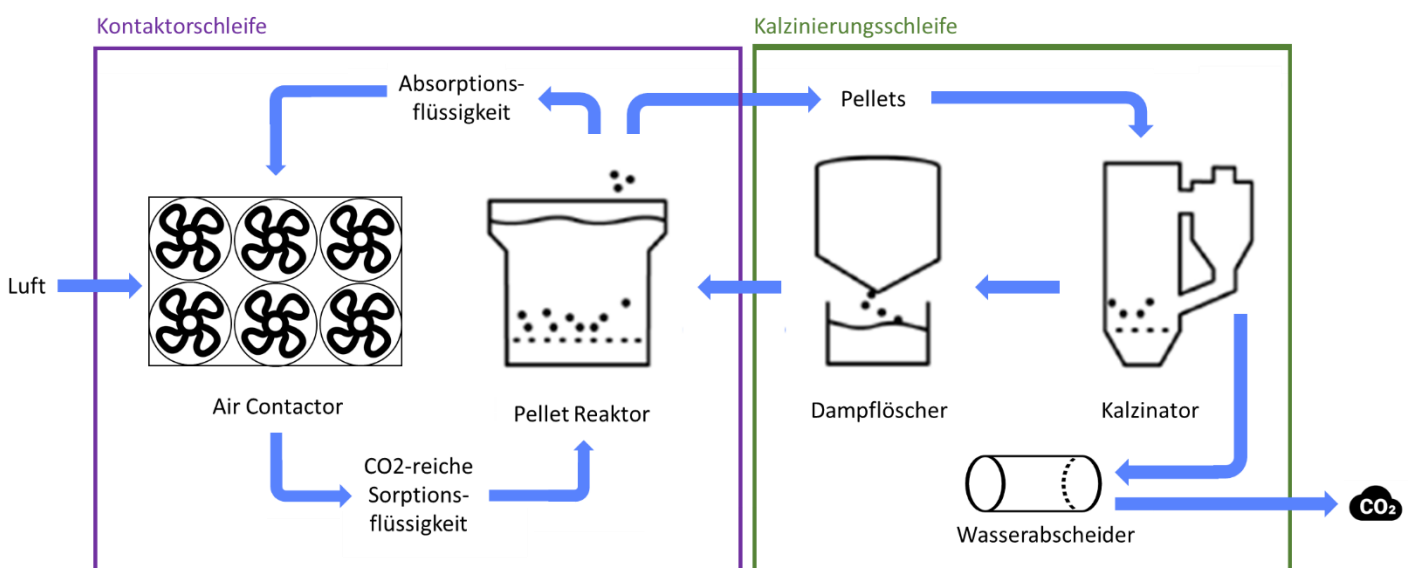 Kontaktorschleife
Kalzinierungsschleife
Absorptions-
flüssigkeit
Pellets
Luft
Air Contactor
Pellet Reaktor
Dampflöscher
Kalzinator
CO2-reiche
Sorptions-
flüssigkeit
Wasserabscheider
CO₂